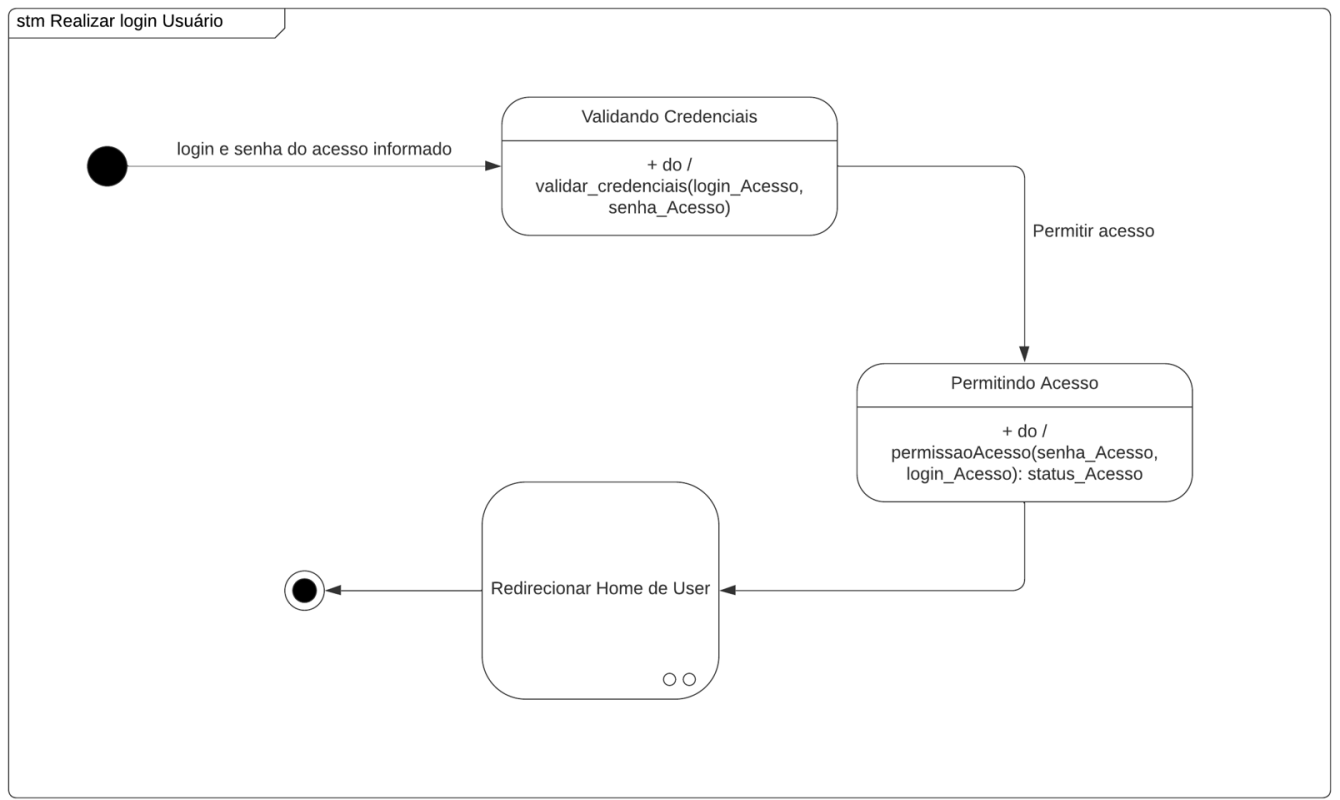 stm Realizar login Usuário
Validando Credenciais
login e senha do acesso informado
+ do /
validar_credenciais(login_Acesso,
senha_Acesso)
Permitir acesso
Permitindo Acesso
+ do /
permissaoAcesso(senha_Acesso,
login_Acesso): status_Acesso
Redirecionar Home de User